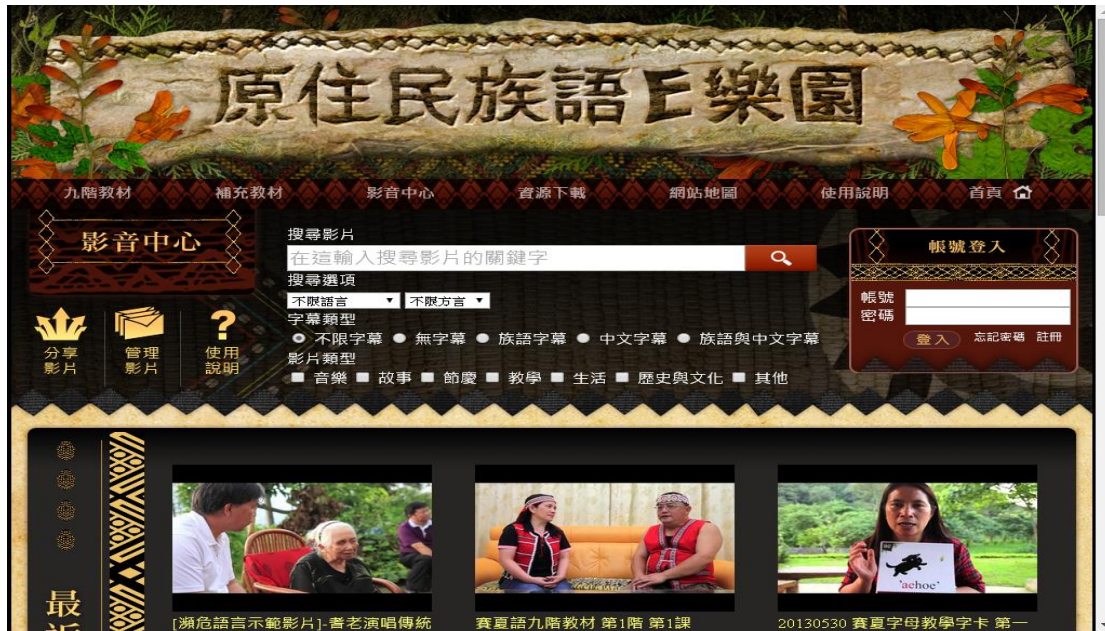 原住民族語E樂園
九階教材 補充教材 影音中心 資源下載 網站地圖 使用說明 首頁
影音中心
分享
影片
管理
影片
?
使用
說明
搜尋影片
在這輸入搜尋影片的關鍵字
搜尋選項
不限語言 不限方言
字幕類型
不限字幕 無字幕 族語字幕 中文字幕 族語與中文字幕
影片類型
音樂 故事 節慶 教學 生活 歷史與文化 其他
帳號登入
帳號
密碼
登入 忘記密碼 註冊
最
近
'aehoe'
[瀕危語言示範影片]-耆老演唱傳統
賽夏語九階教材 第1階 第1課
20130530 賽夏字母教學字卡 第一